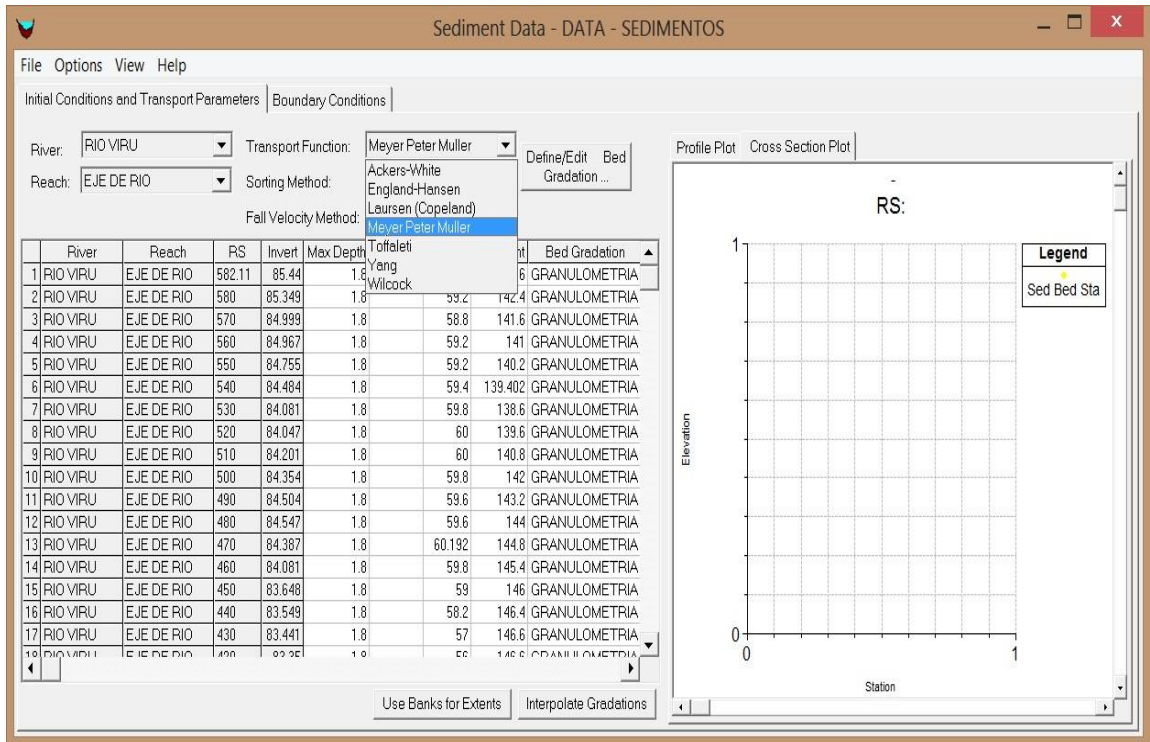 Sediment Data - DATA - SEDIMENTOS
File Options View Help
Initial Conditions and Transport Parameters Boundary Conditions
River: RIO VIRU Transport Function: Meyer Peter Muller Define/Edit Bed Gradation ...
Reach: EJE DE RIO Sorting Method:
Fall Velocity Method:
Ackers-White
England-Hansen
Laursen (Copeland)
Meyer Peter Muller
Toffaleti
Yang
Wilcock
River Reach RS Invert Max Depth Bed Gradation
1 RIO VIRU EJE DE RIO 582.11 85.44 1.8 6 GRANULOMETRIA
2 RIO VIRU EJE DE RIO 580 85.349 1.8 59.2 142.4 GRANULOMETRIA
3 RIO VIRU EJE DE RIO 570 84.999 1.8 58.8 141.6 GRANULOMETRIA
4 RIO VIRU EJE DE RIO 560 84.967 1.8 59.2 141 GRANULOMETRIA
5 RIO VIRU EJE DE RIO 550 84.755 1.8 59.2 140.2 GRANULOMETRIA
6 RIO VIRU EJE DE RIO 540 84.484 1.8 59.4 139.402 GRANULOMETRIA
7 RIO VIRU EJE DE RIO 530 84.081 1.8 59.8 138.6 GRANULOMETRIA
8 RIO VIRU EJE DE RIO 520 84.047 1.8 60 139.6 GRANULOMETRIA
9 RIO VIRU EJE DE RIO 510 84.201 1.8 60 140.8 GRANULOMETRIA
10 RIO VIRU EJE DE RIO 500 84.354 1.8 59.8 142 GRANULOMETRIA
11 RIO VIRU EJE DE RIO 490 84.504 1.8 59.6 143.2 GRANULOMETRIA
12 RIO VIRU EJE DE RIO 480 84.547 1.8 59.6 144 GRANULOMETRIA
13 RIO VIRU EJE DE RIO 470 84.387 1.8 60.192 144.8 GRANULOMETRIA
14 RIO VIRU EJE DE RIO 460 84.081 1.8 59.8 145.4 GRANULOMETRIA
15 RIO VIRU EJE DE RIO 450 83.648 1.8 59 146 GRANULOMETRIA
16 RIO VIRU EJE DE RIO 440 83.549 1.8 58.2 146.4 GRANULOMETRIA
17 RIO VIRU EJE DE RIO 430 83.441 1.8 57 146.6 GRANULOMETRIA
Use Banks for Extents Interpolate Gradations
Profile Plot Cross Section Plot
-
RS:
Legend
Sed Bed Sta
1
Elevation
0
0 1
Station